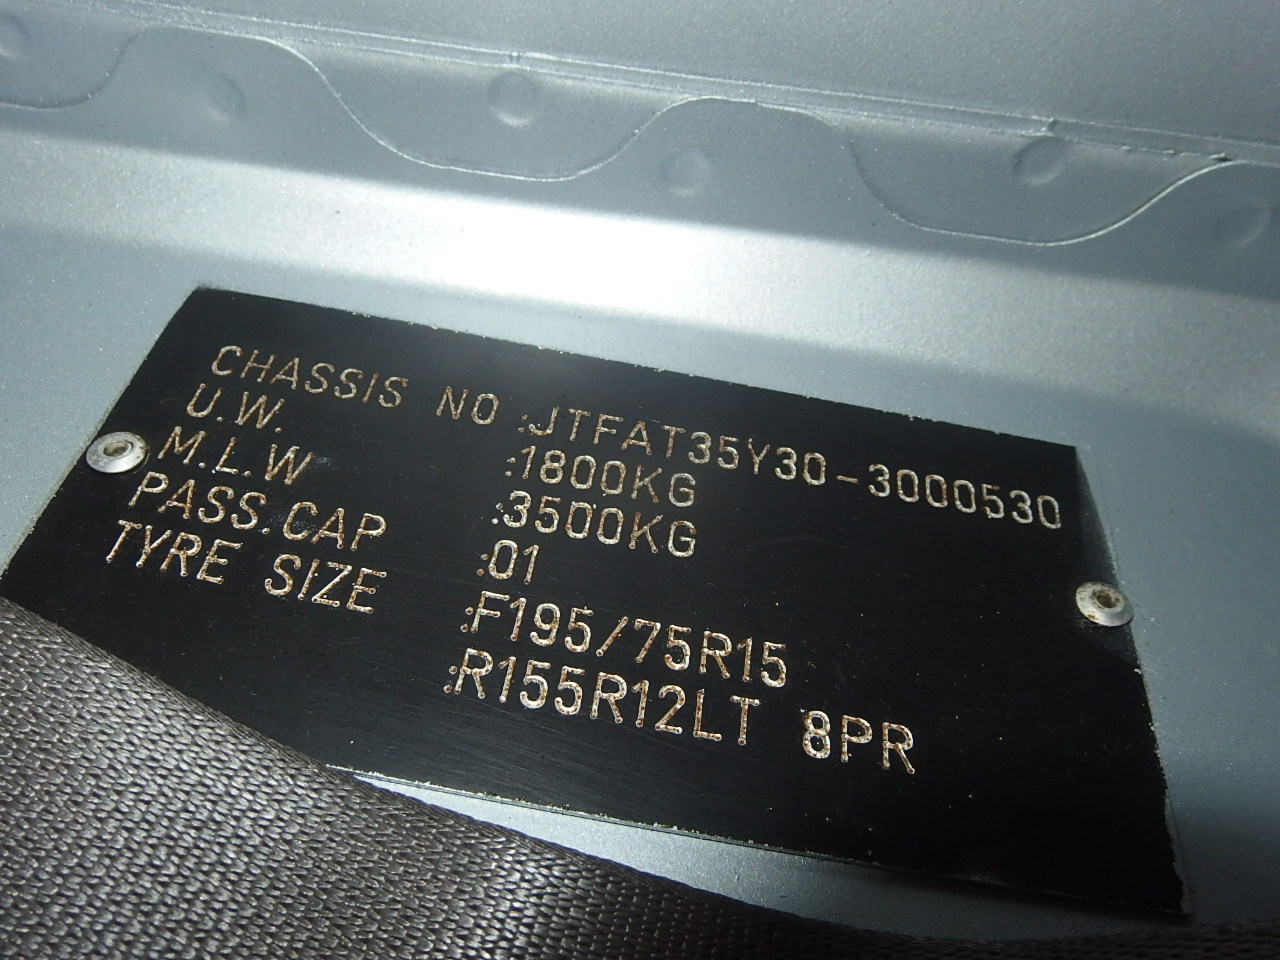 CHASSIS NO :JTFAT35Y30-3000530
U.W. :1800KG
M.L.W :3500KG
PASS.CAP :01
TYRE SIZE :F195/75R15
:R155R12LT 8PR